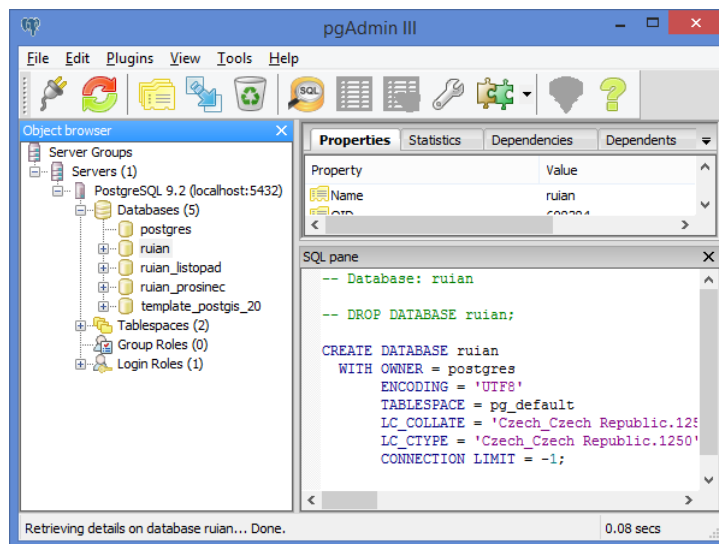 pgAdmin III
File Edit Plugins View Tools Help
SQL
Object browser
Server Groups
Servers (1)
PostgreSQL 9.2 (localhost:5432)
Databases (5)
postgres
ruian
ruian_listopad
ruian_prosinec
template_postgis_20
Tablespaces (2)
Group Roles (0)
Login Roles (1)
Properties Statistics Dependencies Dependents
Property Value
Name ruian
SQL pane
-- Database: ruian
-- DROP DATABASE ruian;
CREATE DATABASE ruian
WITH OWNER = postgres
ENCODING = 'UTF8'
TABLESPACE = pg_default
LC_COLLATE = 'Czech_Czech Republic.125
LC_CTYPE = 'Czech_Czech Republic.1250'
CONNECTION LIMIT = -1;
Retrieving details on database ruian... Done. 0.08 secs